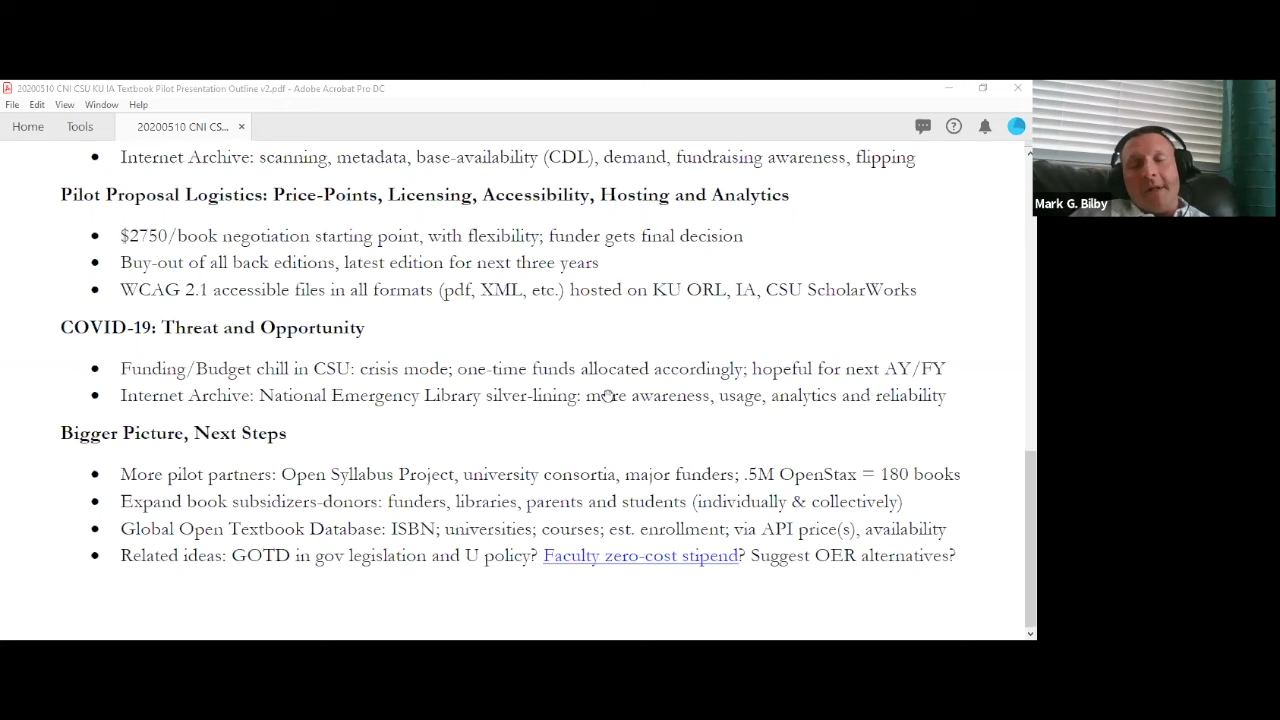 20200510 CNI CSU KU IA Textbook Pilot Presentation Outline v2.pdf - Adobe Acrobat Pro DC
File Edit View Window Help
Home Tools 20200510 CNI CS... ×
Mark G. Bilby
• Internet Archive: scanning, metadata, base-availability (CDL), demand, fundraising awareness, flipping
Pilot Proposal Logistics: Price-Points, Licensing, Accessibility, Hosting and Analytics
• $2750/book negotiation starting point, with flexibility; funder gets final decision
• Buy-out of all back editions, latest edition for next three years
• WCAG 2.1 accessible files in all formats (pdf, XML, etc.) hosted on KU ORL, IA, CSU ScholarWorks
COVID-19: Threat and Opportunity
• Funding/Budget chill in CSU: crisis mode; one-time funds allocated accordingly; hopeful for next AY/FY
• Internet Archive: National Emergency Library silver-lining: more awareness, usage, analytics and reliability
Bigger Picture, Next Steps
• More pilot partners: Open Syllabus Project, university consortia, major funders; .5M OpenStax = 180 books
• Expand book subsidizers-donors: funders, libraries, parents and students (individually & collectively)
• Global Open Textbook Database: ISBN; universities; courses; est. enrollment; via API price(s), availability
• Related ideas: GOTD in gov legislation and U policy? Faculty zero-cost stipend? Suggest OER alternatives?